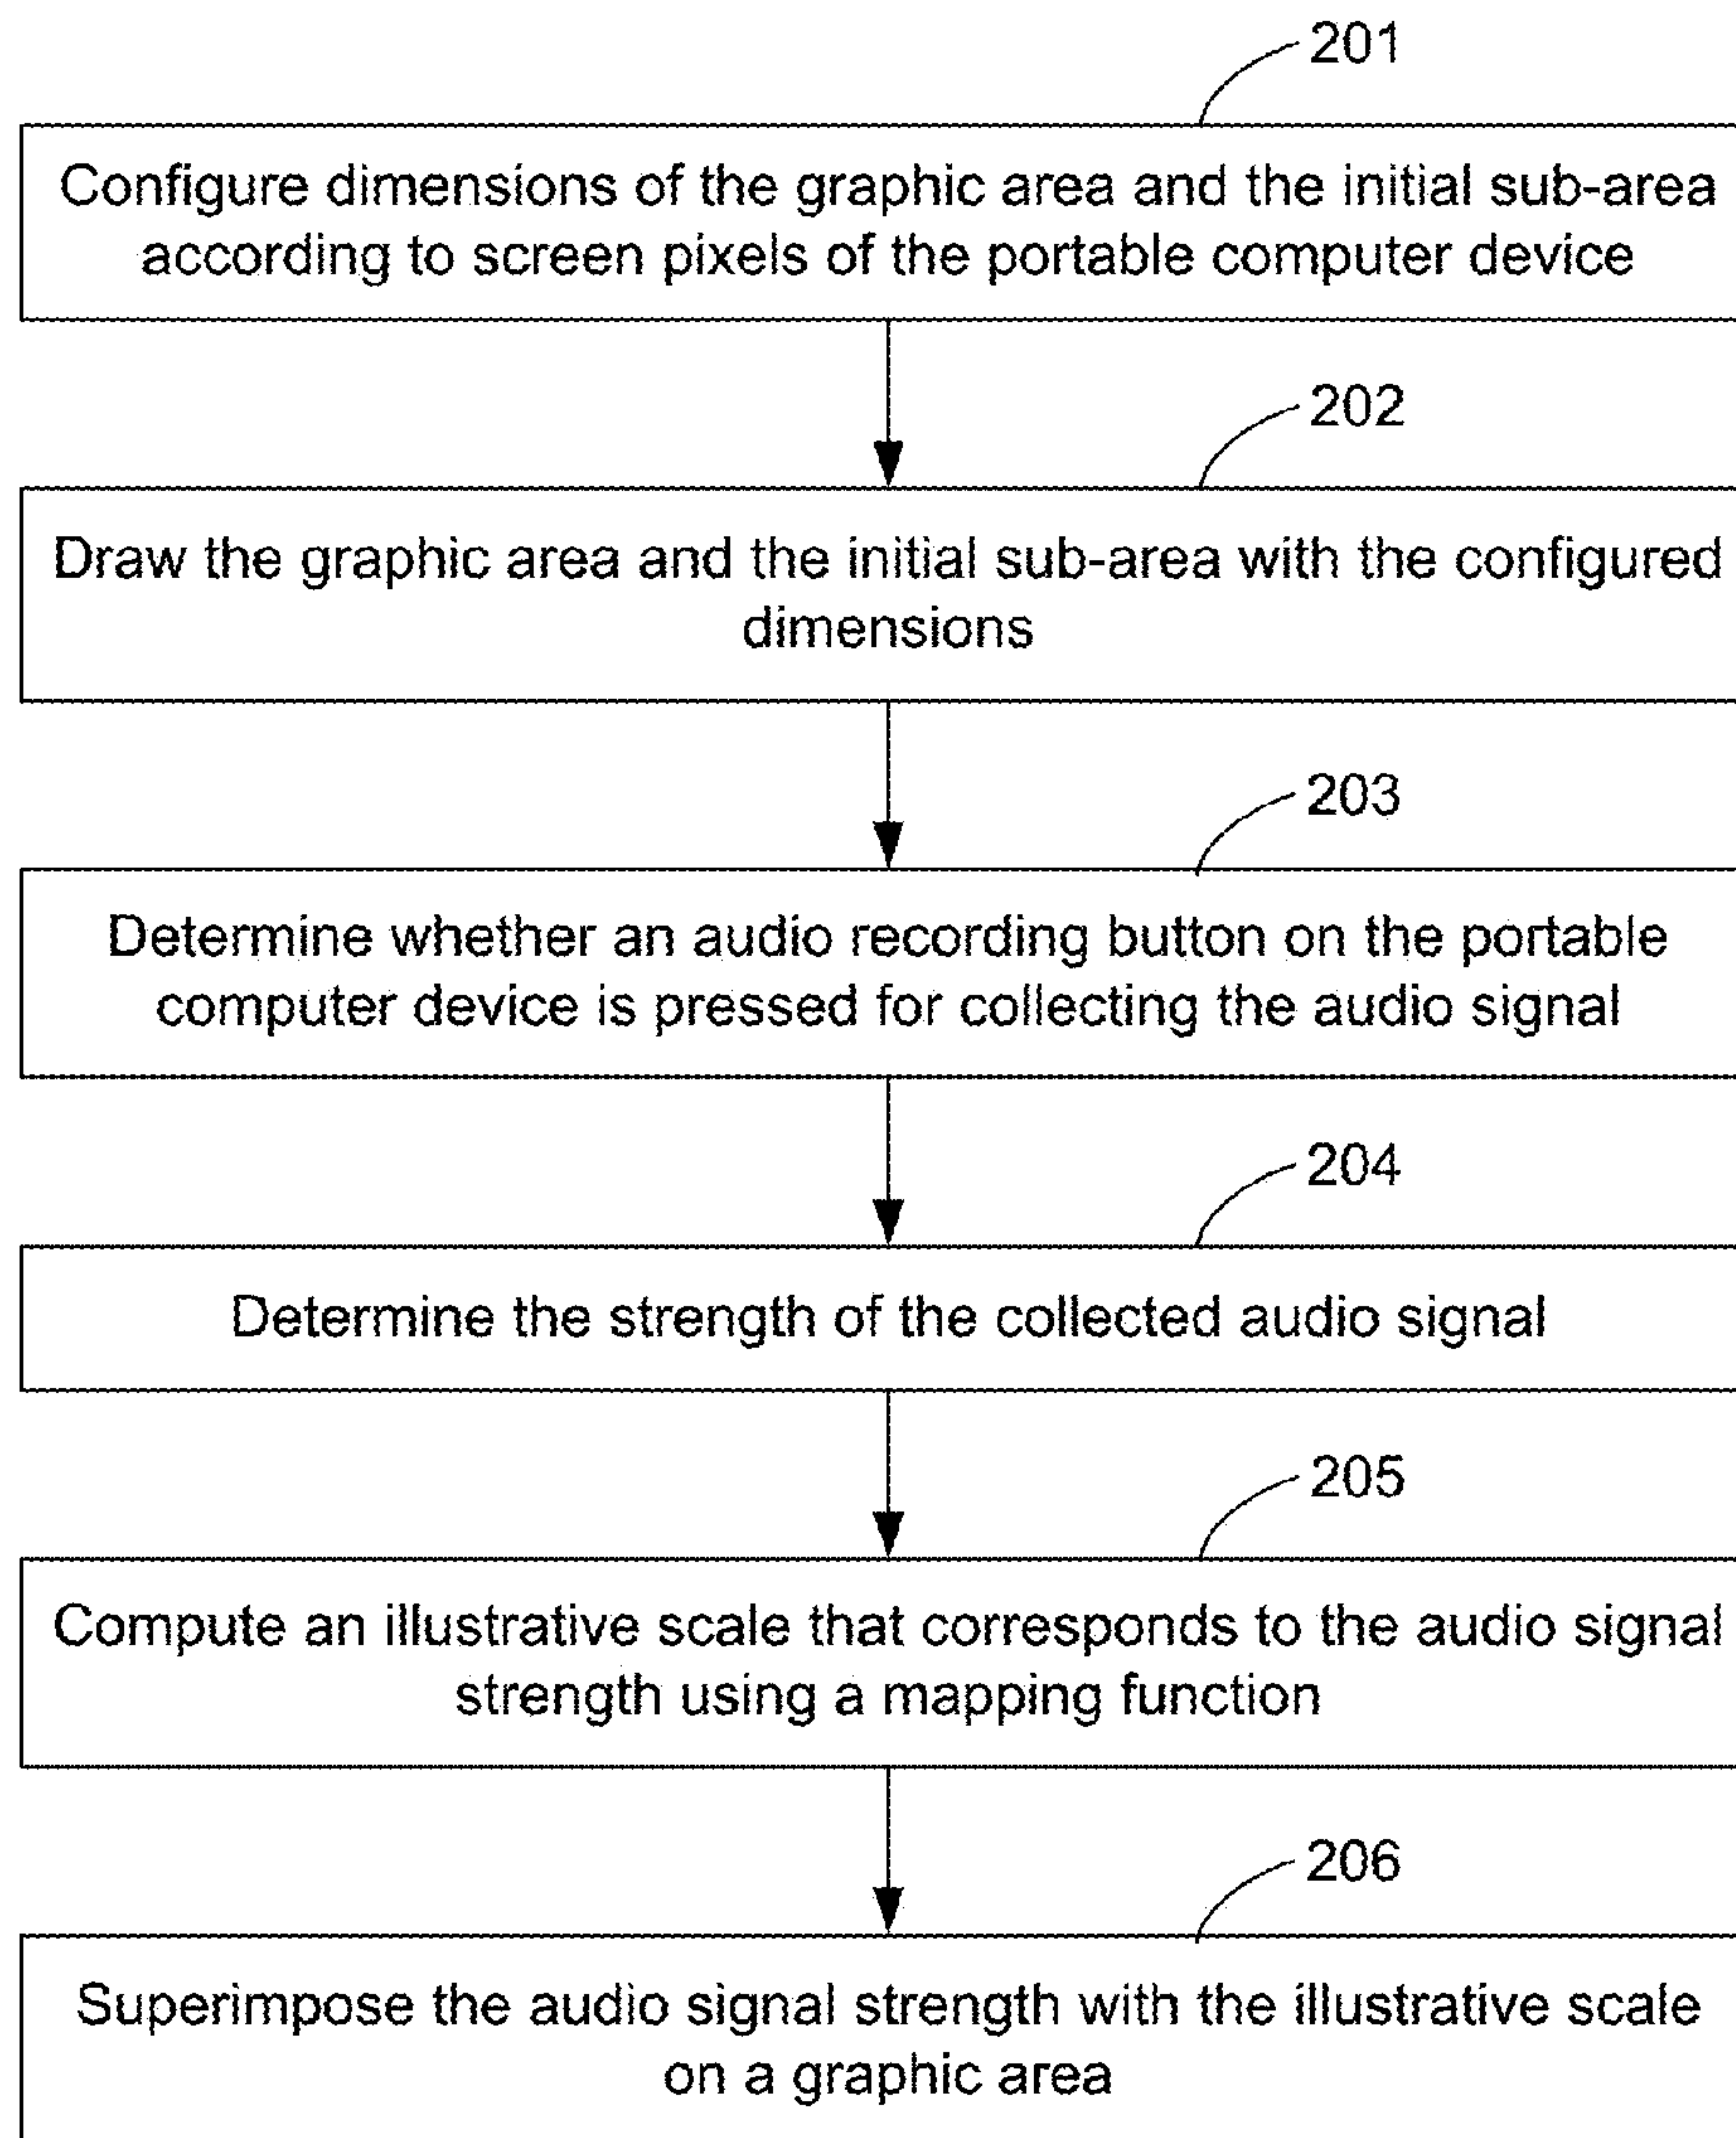 201
Configure dimensions of the graphic area and the initial sub-area
according to screen pixels of the portable computer device
202
Draw the graphic area and the initial sub-area with the configured
dimensions
203
Determine whether an audio recording button on the portable
computer device is pressed for collecting the audio signal
204
Determine the strength of the collected audio signal
205
Compute an illustrative scale that corresponds to the audio signal
strength using a mapping function
206
Superimpose the audio signal strength with the illustrative scale
on a graphic area